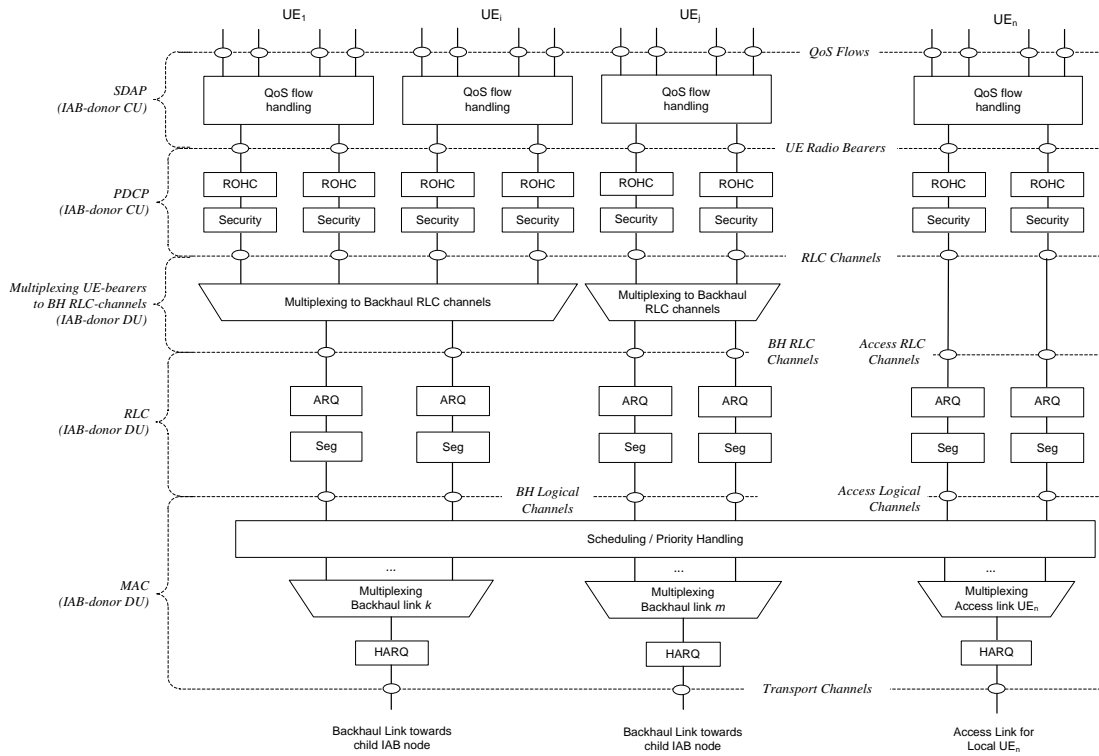 UE1
UEi
UEj
UEn
QoS Flows
SDAP
(IAB-donor CU)
QoS flow
handling
QoS flow
handling
QoS flow
handling
QoS flow
handling
UE Radio Bearers
PDCP
(IAB-donor CU)
ROHC
ROHC
ROHC
ROHC
ROHC
ROHC
ROHC
ROHC
Security
Security
Security
Security
Security
Security
Security
Security
RLC Channels
Multiplexing UE-bearers
to BH RLC-channels
(IAB-donor DU)
Multiplexing to Backhaul RLC channels
Multiplexing to Backhaul
RLC channels
BH RLC
Channels
Access RLC
Channels
RLC
(IAB-donor DU)
ARQ
ARQ
ARQ
ARQ
ARQ
ARQ
Seg
Seg
Seg
Seg
Seg
Seg
BH Logical
Channels
Access Logical
Channels
MAC
(IAB-donor DU)
Scheduling / Priority Handling
...
...
...
Multiplexing
Backhaul link k
Multiplexing
Backhaul link m
Multiplexing
Access link UEn
HARQ
HARQ
HARQ
Transport Channels
Backhaul Link towards
child IAB node
Backhaul Link towards
child IAB node
Access Link for
Local UEn